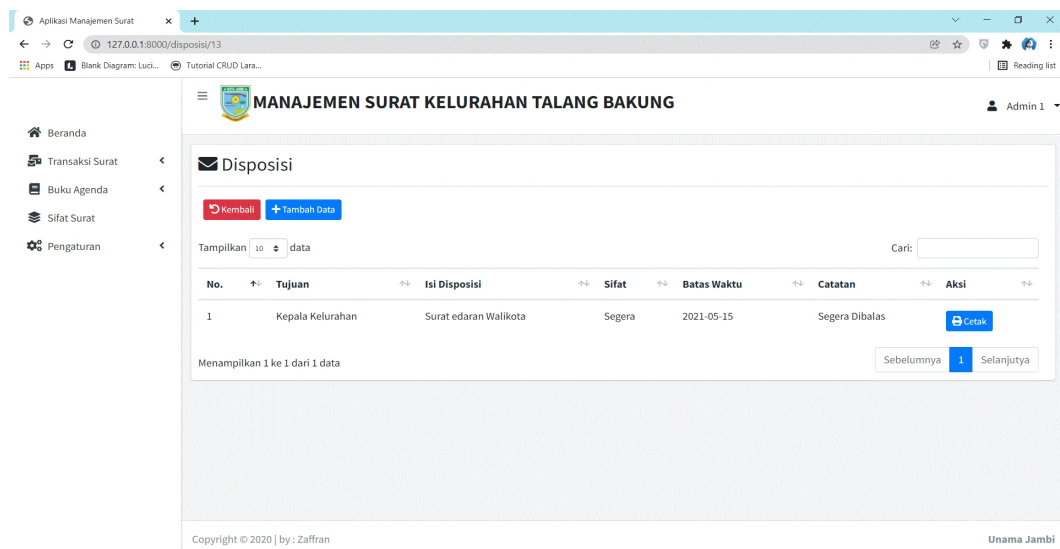 Aplikasi Manajemen Surat
127.0.0.1:8000/disposisi/13
Apps Blank Diagram: Luci... Tutorial CRUD Lara... Reading list
MANAJEMEN SURAT KELURAHAN TALANG BAKUNG
Admin 1
Beranda
Transaksi Surat
Buku Agenda
Sifat Surat
Pengaturan
Disposisi
Kembali Tambah Data
Tampilkan 10 data Cari:
No. Tujuan Isi Disposisi Sifat Batas Waktu Catatan Aksi
1 Kepala Kelurahan Surat edaran Walikota Segera 2021-05-15 Segera Dibalas Cetak
Menampilkan 1 ke 1 dari 1 data Sebelumnya 1 Selanjutya
Copyright © 2020 | by : Zaffran Unama Jambi